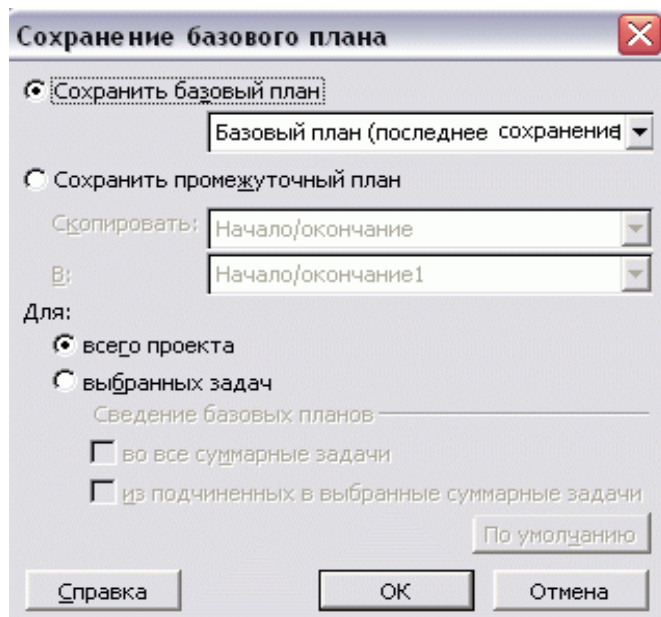 Сохранение базового плана
Сохранить базовый план
Базовый план (последнее сохранение
Сохранить промежуточный план
Скопировать: Начало/окончание
В: Начало/окончание1
Для:
всего проекта
выбранных задач
Сведение базовых планов
во все суммарные задачи
из подчиненных в выбранные суммарные задачи
По умолчанию
Справка ОК Отмена